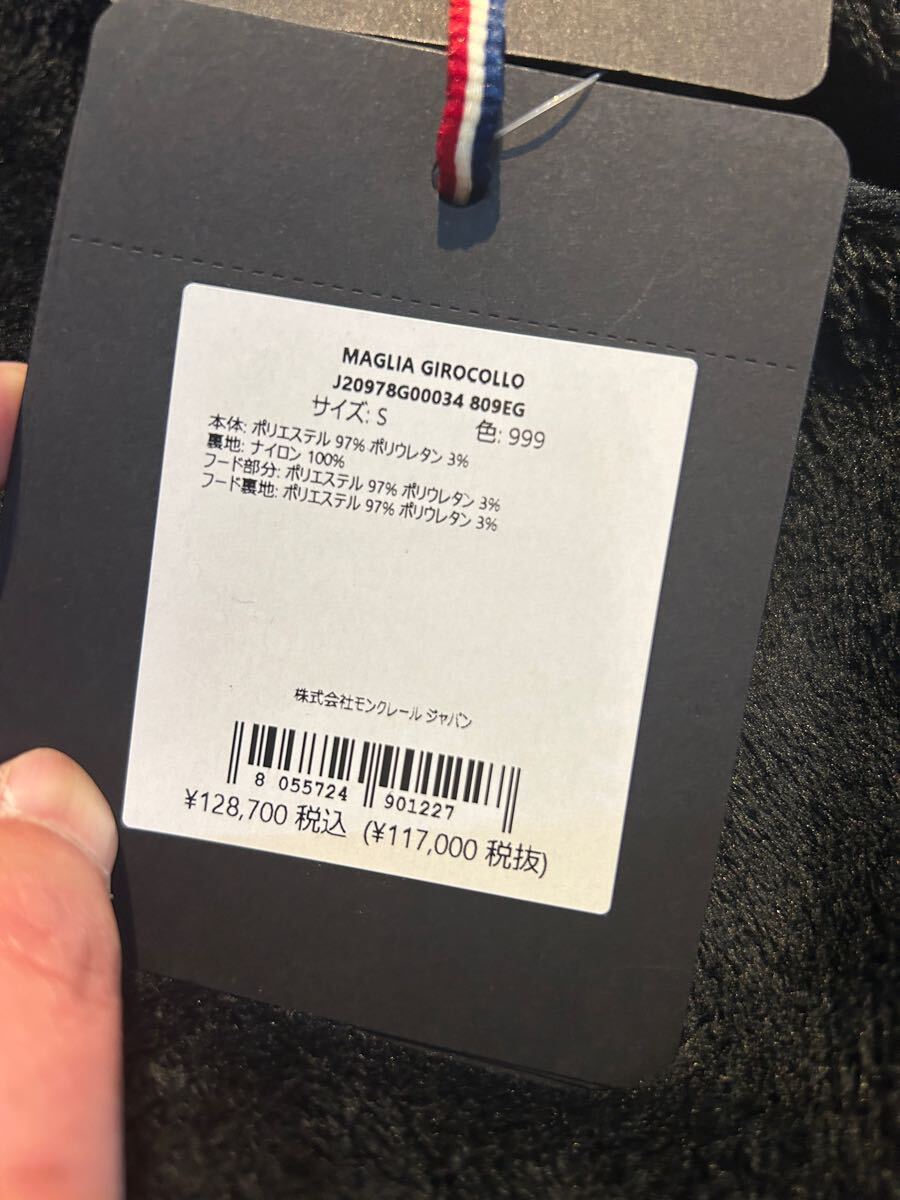 MAGLIA GIROCOLLO
J20978G00034 809EG
サイズ: S 色: 999
本体: ポリエステル 97% ポリウレタン 3%
裏地: ナイロン 100%
フード部分: ポリエステル 97% ポリウレタン 3%
フード裏地: ポリエステル 97% ポリウレタン 3%
株式会社モンクレール ジャパン
8 055724 901227
¥128,700 税込 (¥117,000 税抜)